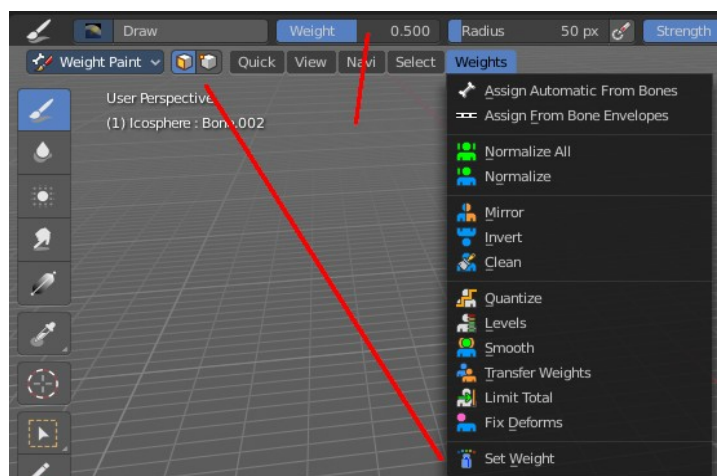 Draw Weight 0.500 Radius 50 px Strength
Weight Paint Quick View Navi Select Weights
User Perspective
(1) Icosphere : Bone.002
Assign Automatic From Bones
Assign From Bone Envelopes
Normalize All
Normalize
Mirror
Invert
Clean
Quantize
Levels
Smooth
Transfer Weights
Limit Total
Fix Deforms
Set Weight